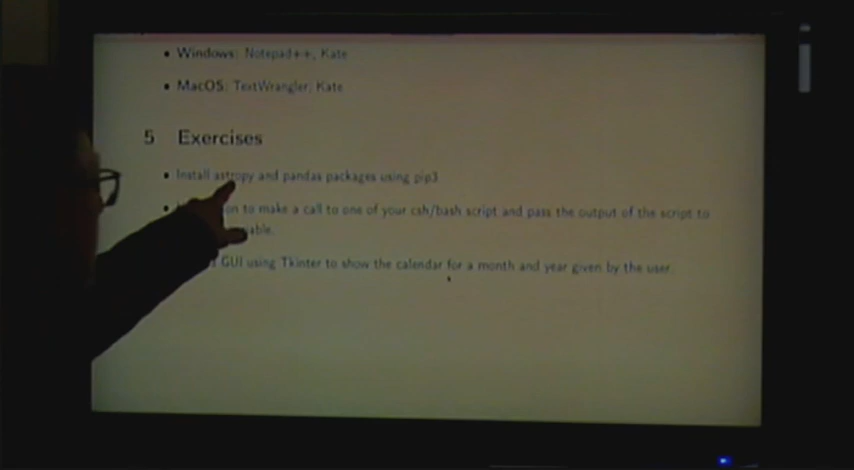 • Windows: Notepad++, Kate
• MacOS: TextWrangler, Kate
5 Exercises
• Install astropy and pandas packages using pip3
• on to make a call to one of your csh/bash script and pass the output of the script to
GUI using Tkinter to show the calendar for a month and year given by the user.